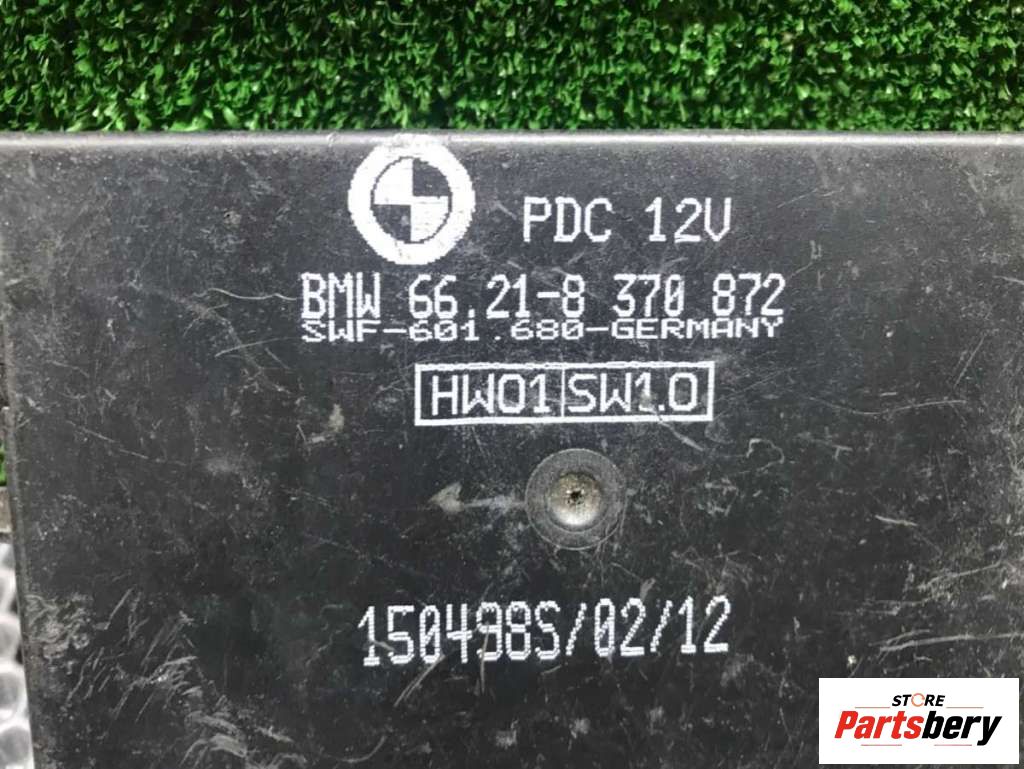 PDC 12V
BMW 66.21-8 370 872
SWF-601.680-GERMANY
HW01 SW1.0
150498S/02/12
STORE
Partsbery